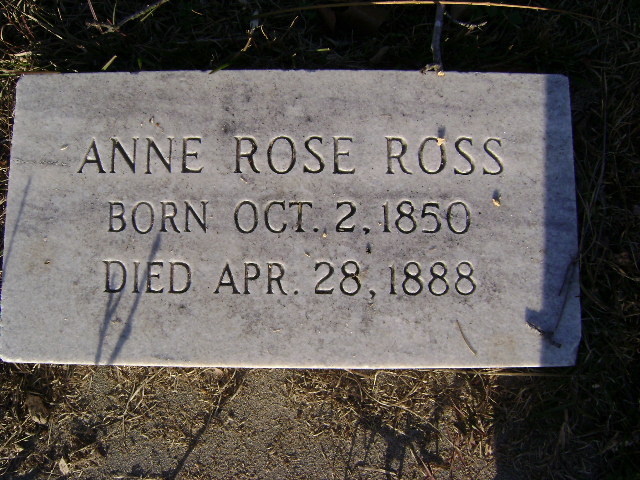 ANNE ROSE ROSS
BORN OCT. 2, 1850
DIED APR. 28, 1888